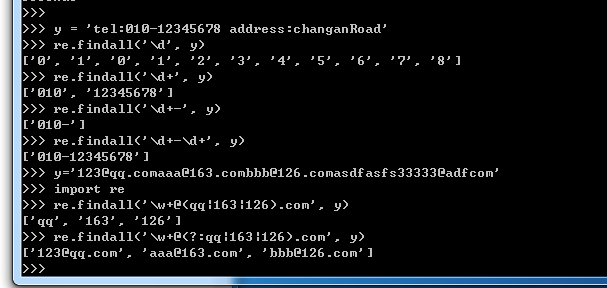 >>>
>>> y = 'tel:010-12345678 address:changanRoad'
>>> re.findall('\d', y)
['0', '1', '0', '1', '2', '3', '4', '5', '6', '7', '8']
>>> re.findall('\d+', y)
['010', '12345678']
>>> re.findall('\d+-', y)
['010-']
>>> re.findall('\d+-\d+', y)
['010-12345678']
>>> y='123@qq.comaaa@163.combbb@126.comasdfasfs33333@adfcom'
>>> import re
>>> re.findall('\w+@(qq|163|126).com', y)
['qq', '163', '126']
>>> re.findall('\w+@(?:qq|163|126).com', y)
['123@qq.com', 'aaa@163.com', 'bbb@126.com']
>>>